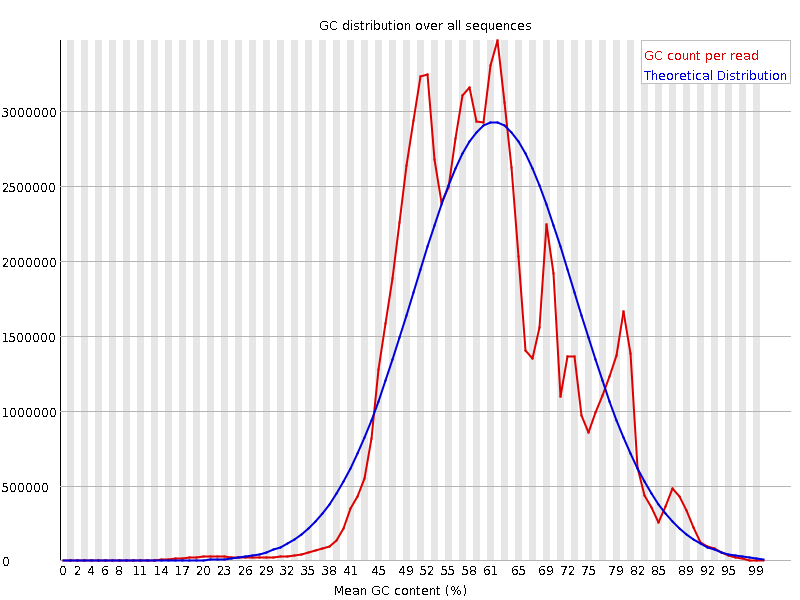 GC distribution over all sequences
GC count per read
Theoretical Distribution
3000000
2500000
2000000
1500000
1000000
500000
0
0 2 4 6 8 11 14 17 20 23 26 29 32 35 38 41 45 49 52 55 58 61 65 69 72 75 79 82 85 89 92 95 99
Mean GC content (%)